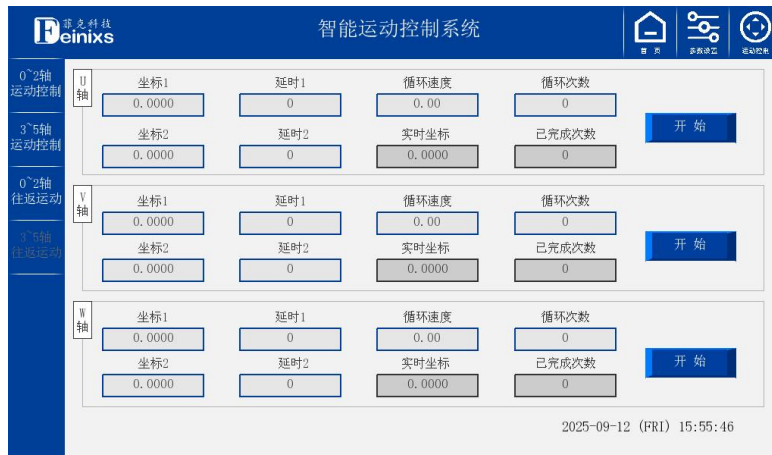 菲克科技
Deinixs
智能运动控制系统
首 页
参数设置
运动控制
0~2轴
运动控制
3~5轴
运动控制
0~2轴
往返运动
3~5轴
往返运动
U
轴
坐标1 延时1 循环速度 循环次数
0.0000 0 0.00 0
坐标2 延时2 实时坐标 已完成次数
0.0000 0 0.0000 0
开 始
V
轴
坐标1 延时1 循环速度 循环次数
0.0000 0 0.00 0
坐标2 延时2 实时坐标 已完成次数
0.0000 0 0.0000 0
开 始
W
轴
坐标1 延时1 循环速度 循环次数
0.0000 0 0.00 0
坐标2 延时2 实时坐标 已完成次数
0.0000 0 0.0000 0
开 始
2025-09-12 (FRI) 15:55:46